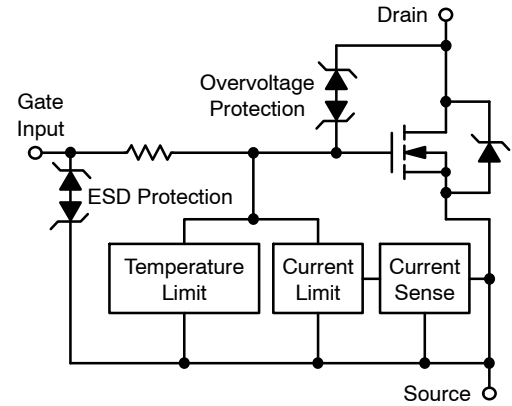 Drain
Overvoltage
Protection
Gate
Input
ESD Protection
Temperature
Limit
Current
Limit
Current
Sense
Source